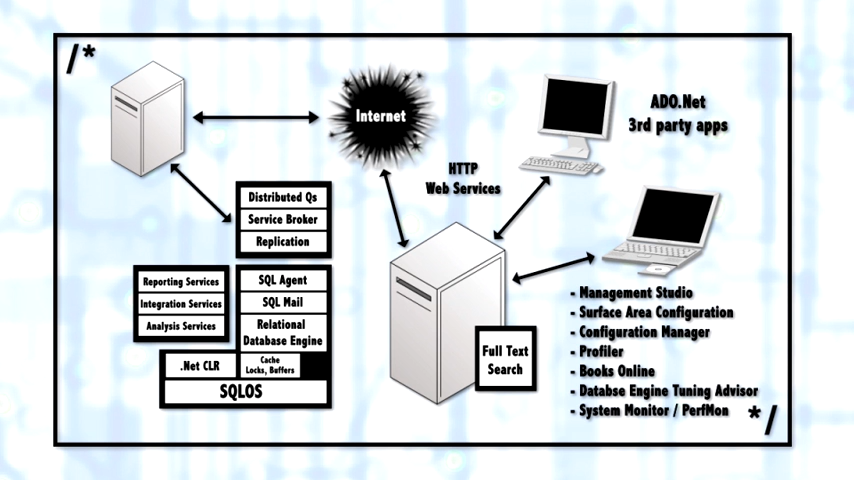 /*
Internet
ADO.Net
3rd party apps
HTTP
Web Services
Distributed Qs
Service Broker
Replication
Reporting Services
Integration Services
Analysis Services
SQL Agent
SQL Mail
Relational
Database Engine
.Net CLR
Cache
Locks, Buffers
SQLOS
Full Text
Search
- Management Studio
- Surface Area Configuration
- Configuration Manager
- Profiler
- Books Online
- Databse Engine Tuning Advisor
- System Monitor / PerfMon
*/